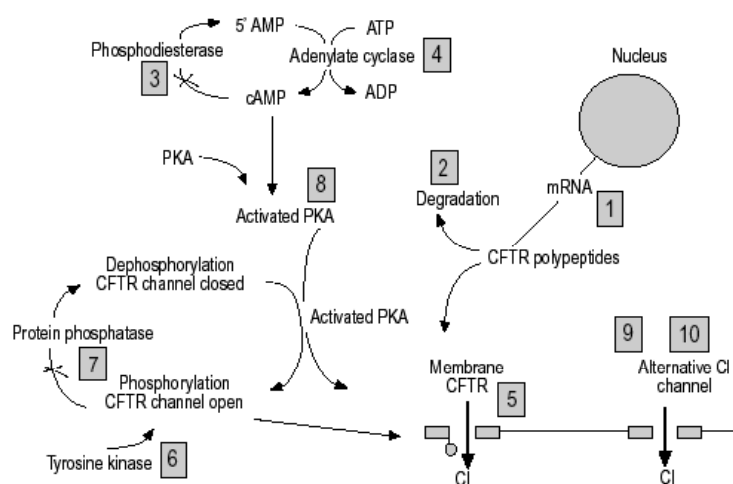 5' AMP
ATP
Phosphodiesterase
3
Adenylate cyclase
4
cAMP
ADP
Nucleus
PKA
8
Activated PKA
2
Degradation
mRNA
1
CFTR polypeptides
Dephosphorylation
CFTR channel closed
Activated PKA
Protein phosphatase
7
Phosphorylation
CFTR channel open
Tyrosine kinase
6
Membrane
CFTR
5
Cl
9
10
Alternative Cl
channel
Cl